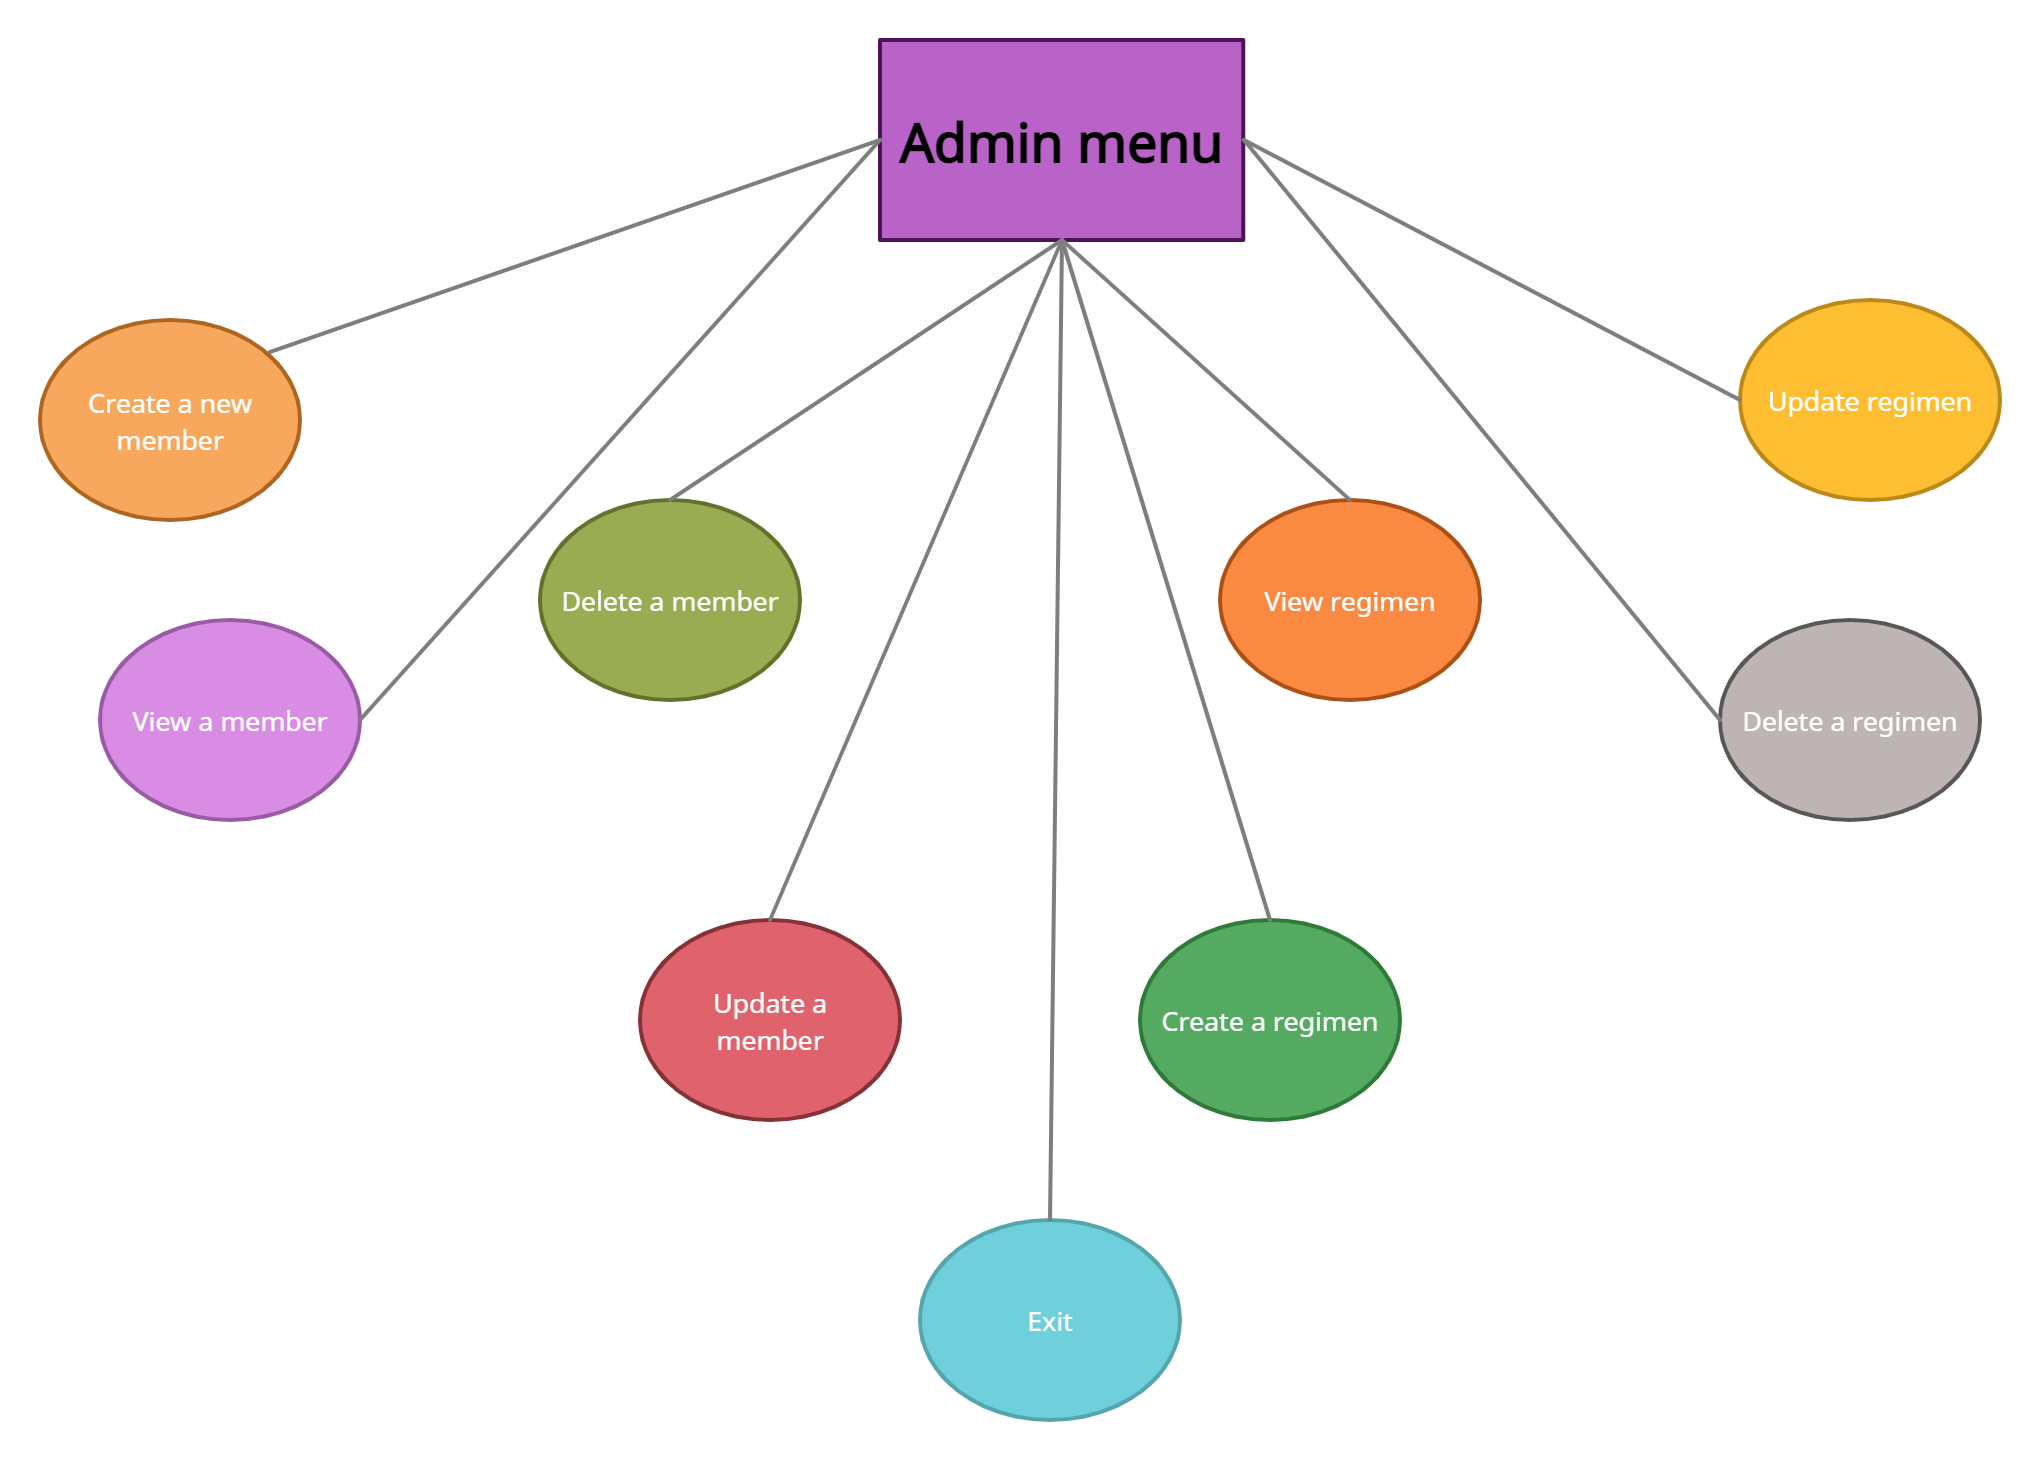 Admin menu
Create a new
member
Update regimen
Delete a member
View regimen
View a member
Delete a regimen
Update a
member
Create a regimen
Exit